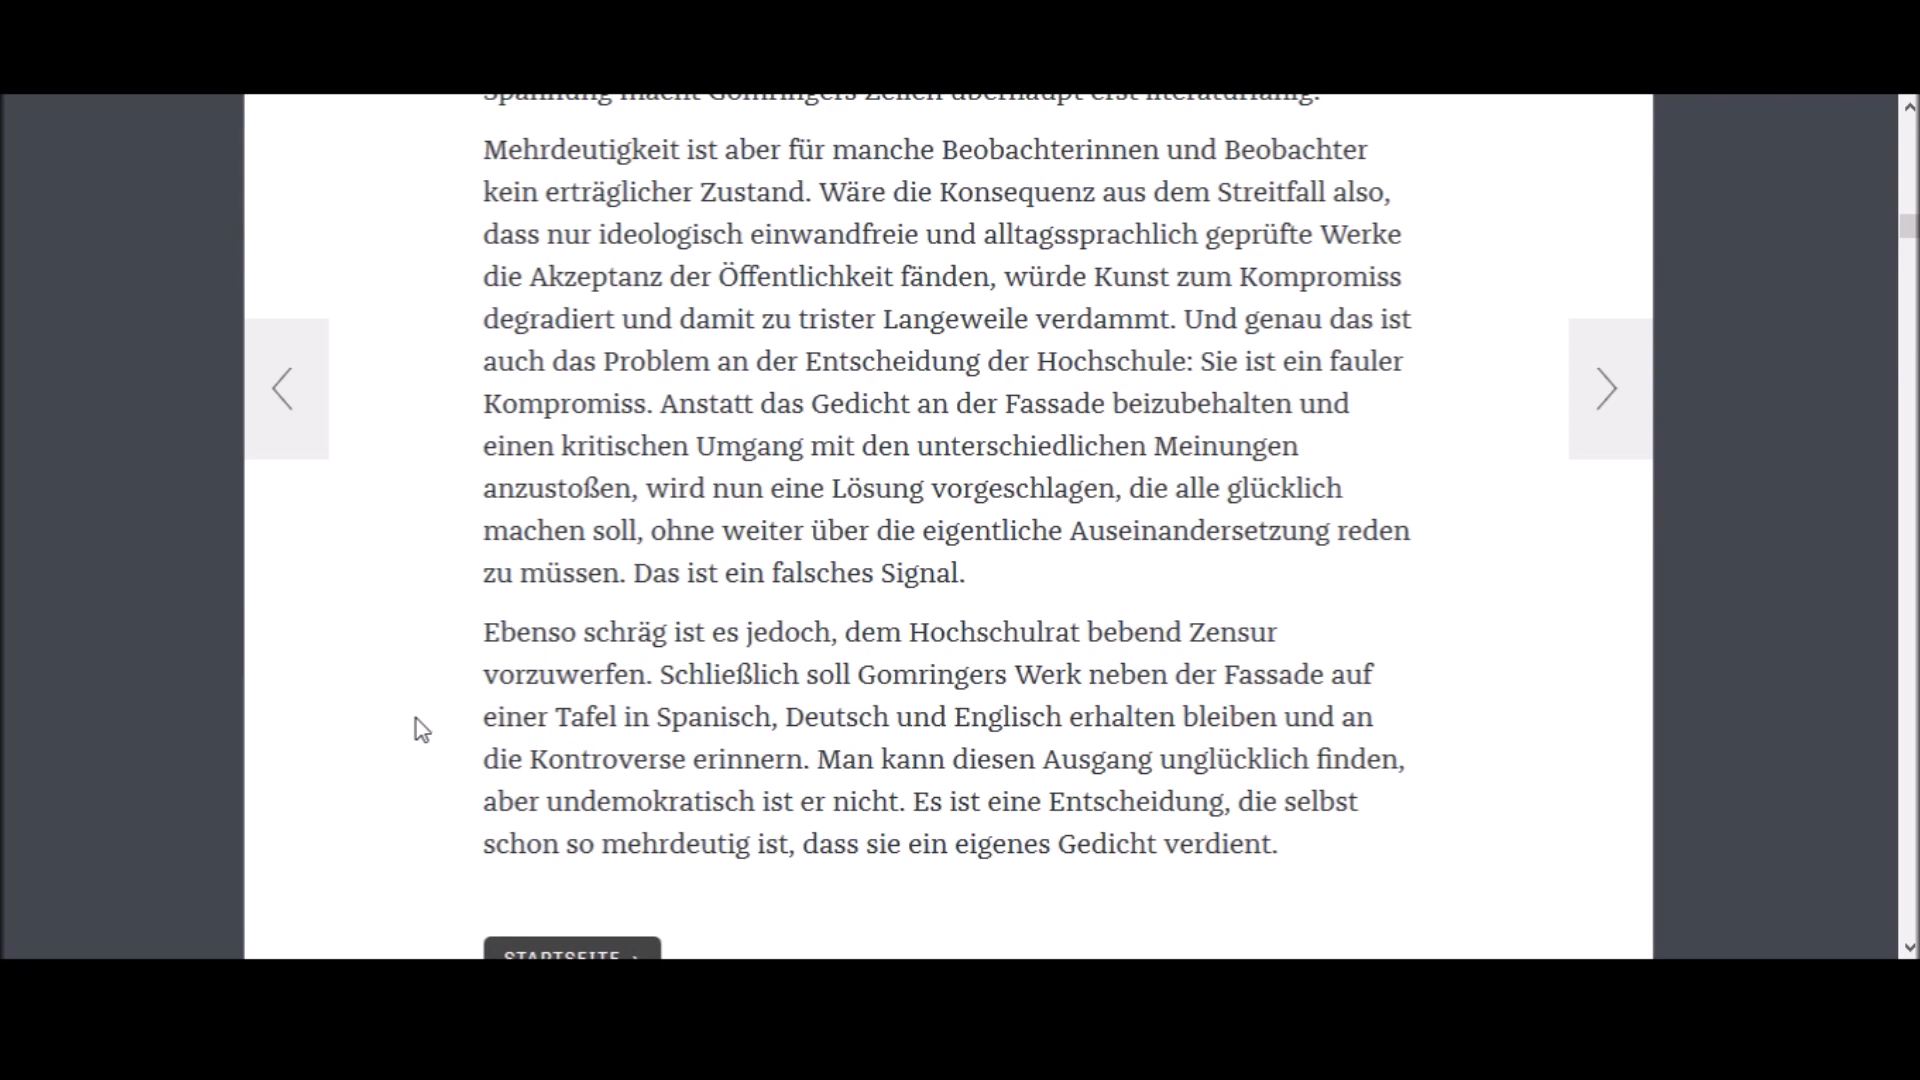 Spannung macht Gomringers Zeilen überhaupt erst literaturfähig.
Mehrdeutigkeit ist aber für manche Beobachterinnen und Beobachter
kein erträglicher Zustand. Wäre die Konsequenz aus dem Streitfall also,
dass nur ideologisch einwandfreie und alltagssprachlich geprüfte Werke
die Akzeptanz der Öffentlichkeit fänden, würde Kunst zum Kompromiss
degradiert und damit zu trister Langeweile verdammt. Und genau das ist
auch das Problem an der Entscheidung der Hochschule: Sie ist ein fauler
Kompromiss. Anstatt das Gedicht an der Fassade beizubehalten und
einen kritischen Umgang mit den unterschiedlichen Meinungen
anzustoßen, wird nun eine Lösung vorgeschlagen, die alle glücklich
machen soll, ohne weiter über die eigentliche Auseinandersetzung reden
zu müssen. Das ist ein falsches Signal.
Ebenso schräg ist es jedoch, dem Hochschulrat bebend Zensur
vorzuwerfen. Schließlich soll Gomringers Werk neben der Fassade auf
einer Tafel in Spanisch, Deutsch und Englisch erhalten bleiben und an
die Kontroverse erinnern. Man kann diesen Ausgang unglücklich finden,
aber undemokratisch ist er nicht. Es ist eine Entscheidung, die selbst
schon so mehrdeutig ist, dass sie ein eigenes Gedicht verdient.
STARTSEITE ›